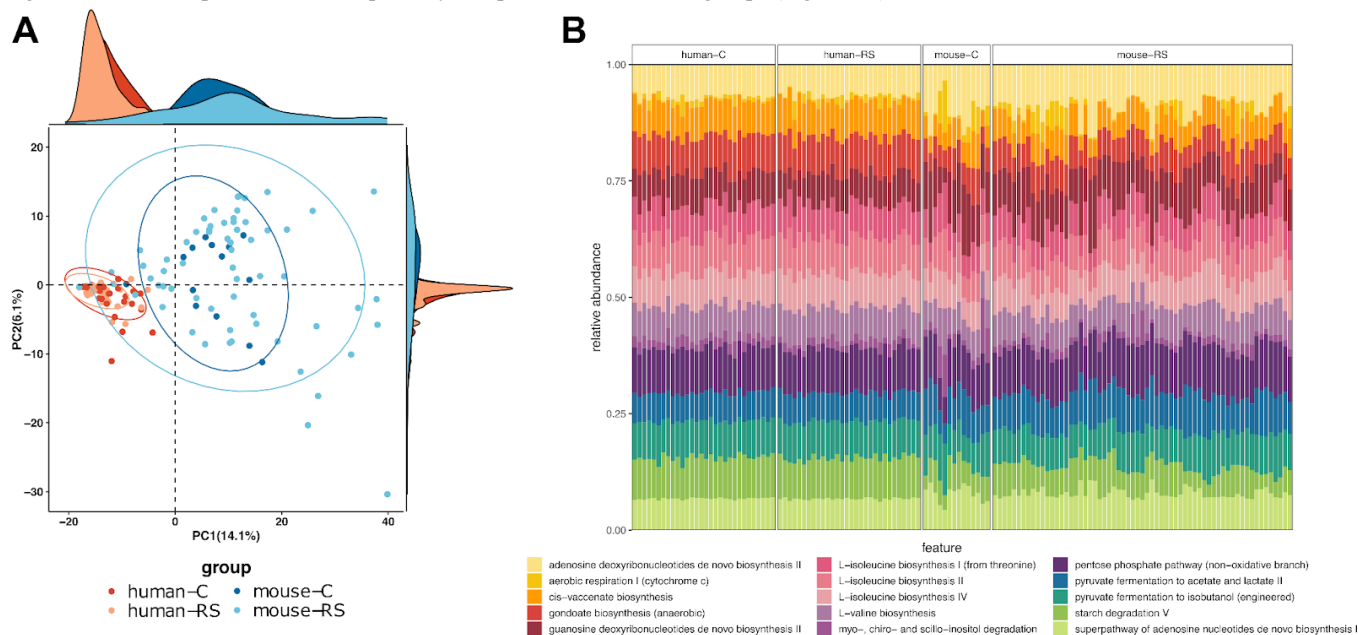 A
B
human−C
human−RS
mouse−C
mouse−RS
1.00
0.75
0.50
0.25
0.00
relative abundance
20
10
0
−10
−20
−30
PC2(6.1%)
−20
0
20
40
PC1(14.1%)
group
human−C
mouse−C
human−RS
mouse−RS
feature
adenosine deoxyribonucleotides de novo biosynthesis II
aerobic respiration I (cytochrome c)
cis−vaccenate biosynthesis
gondoate biosynthesis (anaerobic)
guanosine deoxyribonucleotides de novo biosynthesis II
L−isoleucine biosynthesis I (from threonine)
L−isoleucine biosynthesis II
L−isoleucine biosynthesis IV
L−valine biosynthesis
myo−, chiro− and scillo−inositol degradation
pentose phosphate pathway (non−oxidative branch)
pyruvate fermentation to acetate and lactate II
pyruvate fermentation to isobutanol (engineered)
starch degradation V
superpathway of adenosine nucleotides de novo biosynthesis I